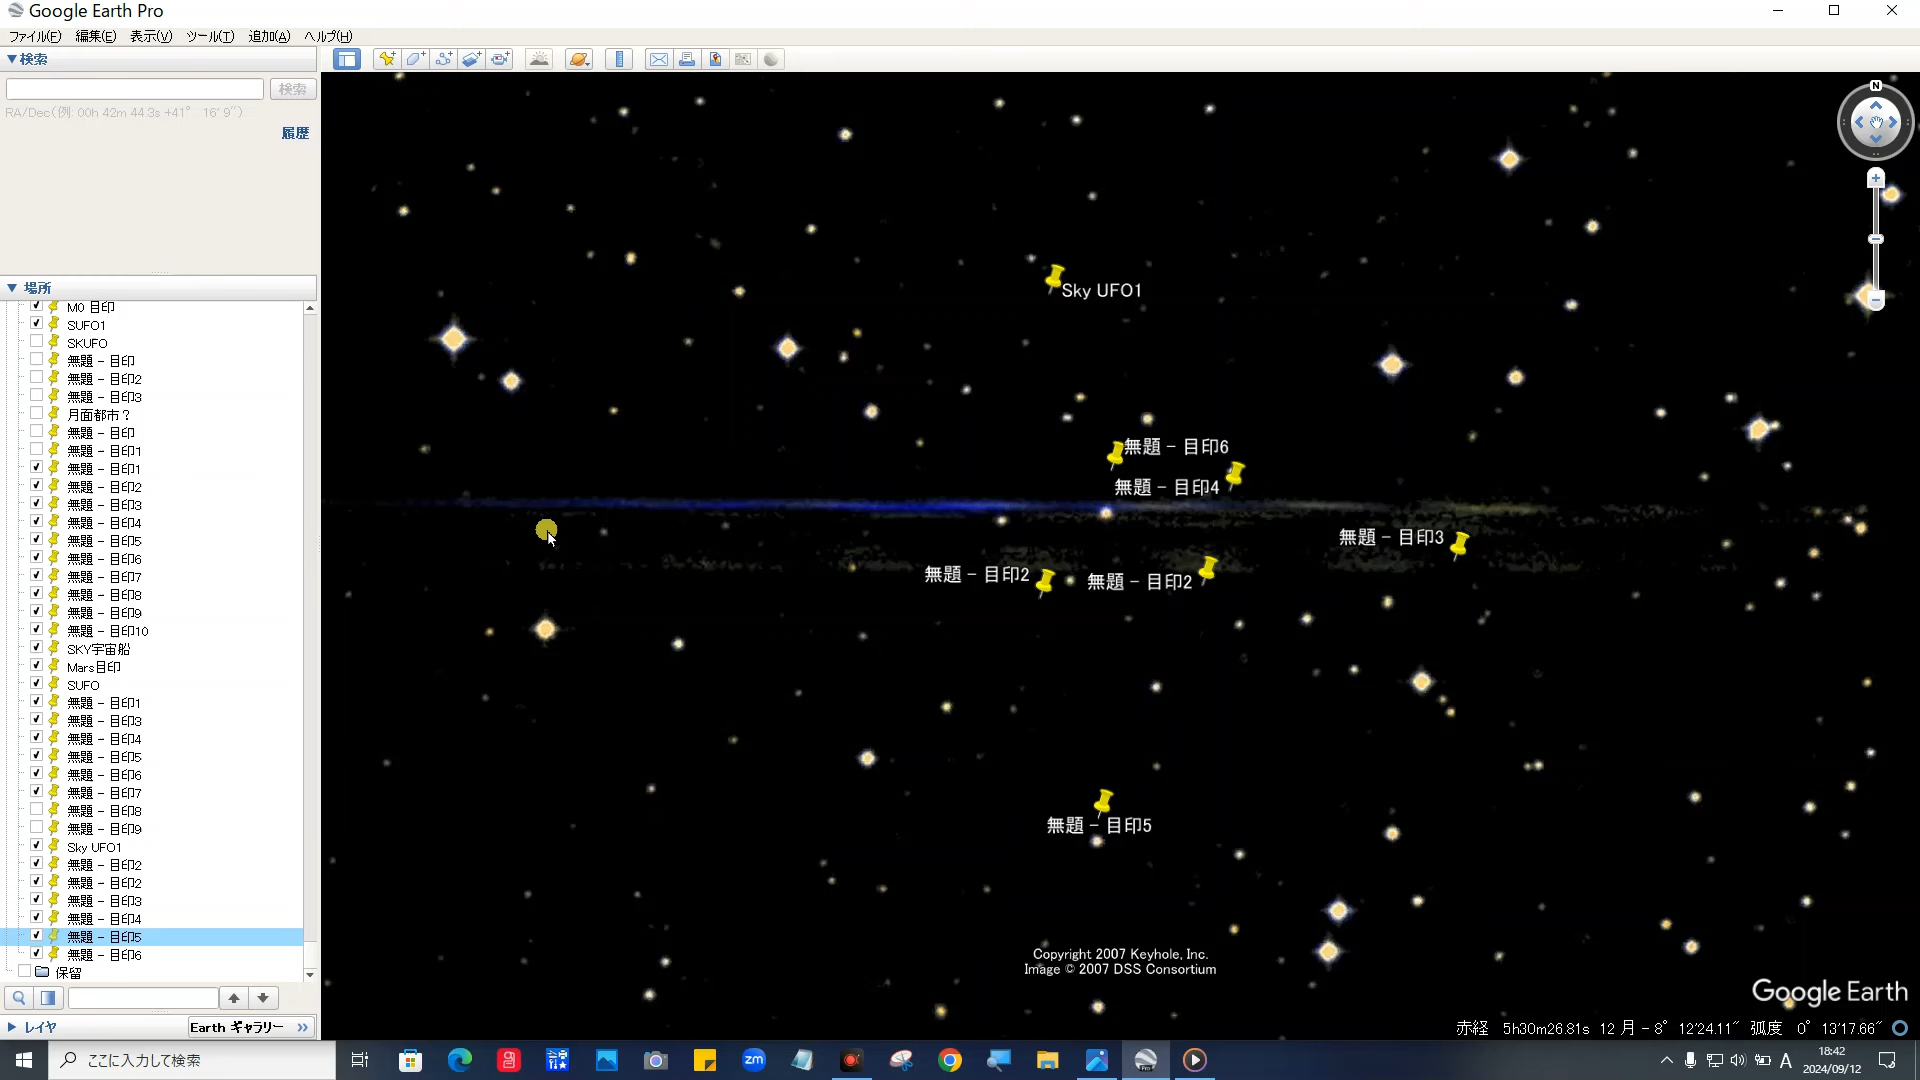 Google Earth Pro
ファイル(F) 編集(E) 表示(V) ツール(T) 追加(A) ヘルプ(H)
▼検索
検索
RA/Dec(例: 00h 42m 44.3s +41° 16' 9")
履歴
▼ 場所
M0 目印
SUFO1
SKUFO
無題 - 目印
無題 - 目印2
無題 - 目印3
月面都市？
無題 - 目印
無題 - 目印1
無題 - 目印1
無題 - 目印2
無題 - 目印3
無題 - 目印4
無題 - 目印5
無題 - 目印6
無題 - 目印7
無題 - 目印8
無題 - 目印9
無題 - 目印10
SKY宇宙船
Mars目印
SUFO
無題 - 目印1
無題 - 目印3
無題 - 目印4
無題 - 目印5
無題 - 目印6
無題 - 目印7
無題 - 目印8
無題 - 目印9
Sky UFO1
無題 - 目印2
無題 - 目印2
無題 - 目印3
無題 - 目印4
無題 - 目印5
無題 - 目印6
保留
レイヤ
Earth ギャラリー »
N
Sky UFO1
無題 - 目印6
無題 - 目印4
無題 - 目印3
無題 - 目印2
無題 - 目印2
無題 - 目印5
Copyright 2007 Keyhole, Inc.
Image © 2007 DSS Consortium
Google Earth
赤経 5h30m26.81s 12 月 - 8° 12'24.11" 弧度 0° 13'17.66"
ここに入力して検索
zm
Pro
A
18:42
2024/09/12